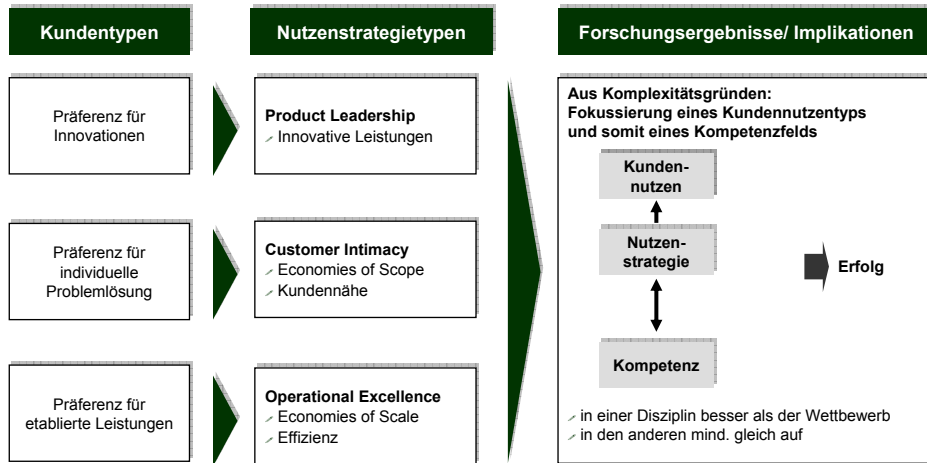 Kundentypen
Nutzenstrategietypen
Forschungsergebnisse/ Implikationen
Präferenz für
Innovationen
Product Leadership
Innovative Leistungen
Präferenz für
individuelle
Problemlösung
Customer Intimacy
Economies of Scope
Kundennähe
Präferenz für
etablierte Leistungen
Operational Excellence
Economies of Scale
Effizienz
Aus Komplexitätsgründen:
Fokussierung eines Kundennutzentyps
und somit eines Kompetenzfelds
Kunden-
nutzen
Nutzen-
strategie
Erfolg
Kompetenz
in einer Disziplin besser als der Wettbewerb
in den anderen mind. gleich auf